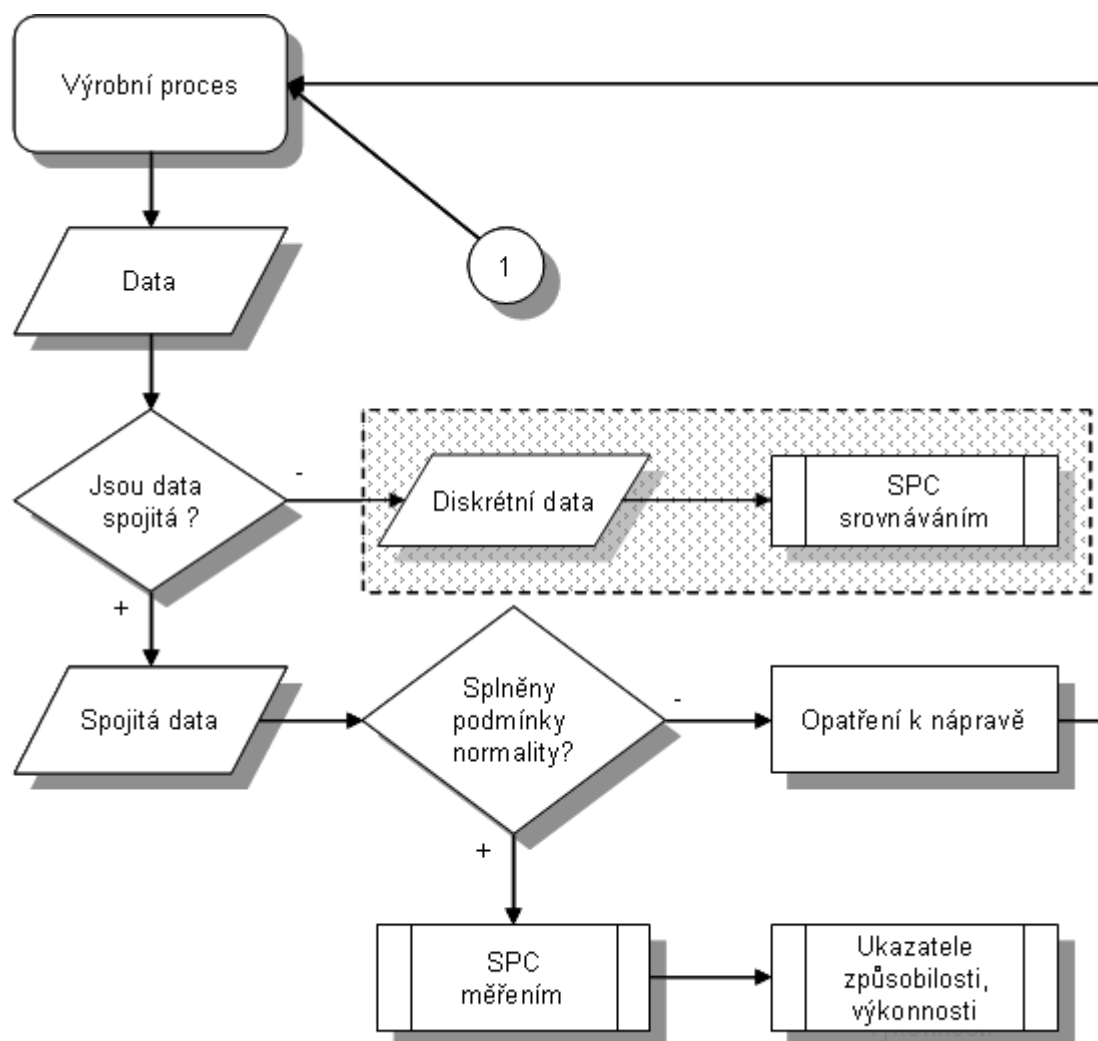 Výrobní proces
1
Data
Jsou data
spojitá ?
-
Diskrétní data
SPC
srovnáváním
+
Spojitá data
Splněny
podmínky
normality?
-
Opatření k nápravě
+
SPC
měřením
Ukazatele
způsobilosti,
výkonnosti